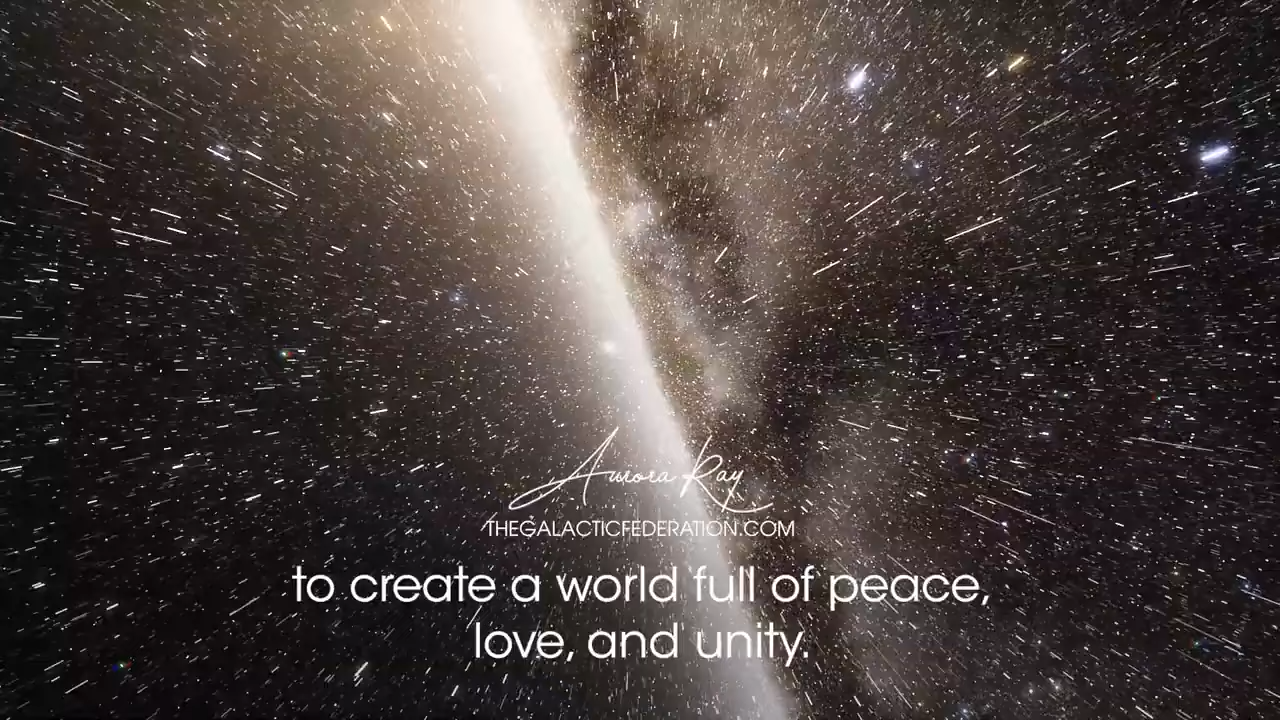 Aurora Ray
THEGALACTICFEDERATION.COM
to create a world full of peace,
love, and unity.